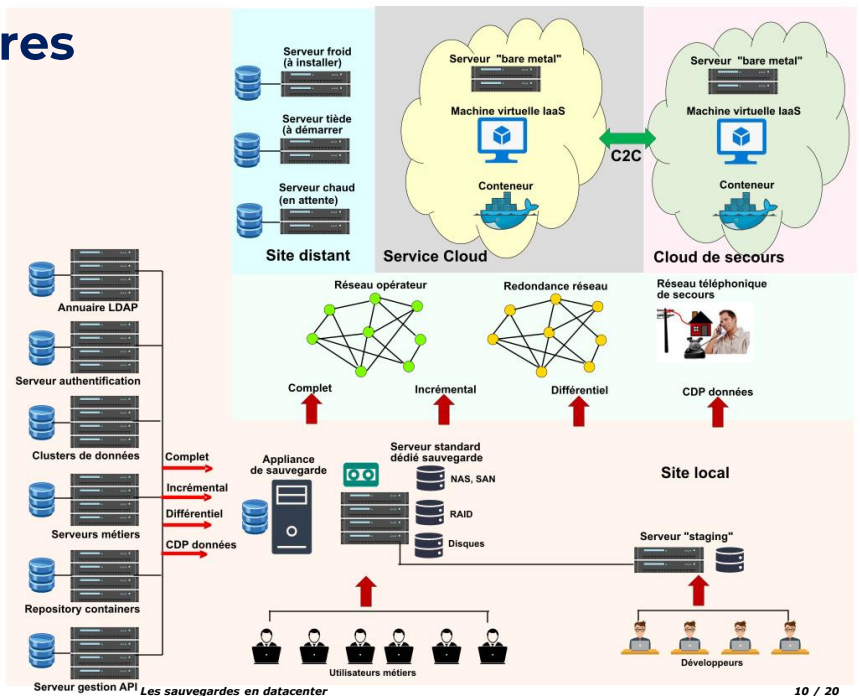 res
Serveur froid
(à installer)
Serveur tiède
(à démarrer
Serveur chaud
(en attente)
Site distant
Serveur "bare metal"
Machine virtuelle IaaS
Conteneur
Service Cloud
C2C
Serveur "bare metal"
Machine virtuelle IaaS
Conteneur
Cloud de secours
Réseau opérateur
Redondance réseau
Réseau téléphonique
de secours
Complet
Incrémental
Différentiel
CDP données
Annuaire LDAP
Serveur authentification
Clusters de données
Serveurs métiers
Repository containers
Serveur gestion API
Complet
Incrémental
Différentiel
CDP données
Appliance
de sauvegarde
Serveur standard
dédié sauvegarde
NAS, SAN
RAID
Disques
Site local
Serveur "staging"
Utilisateurs métiers
Développeurs
Les sauvegardes en datacenter
10 / 20